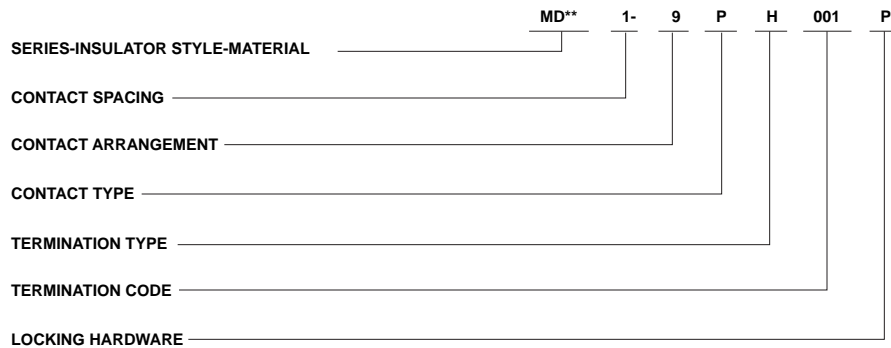 MD** 1- 9 P H 001 P
SERIES-INSULATOR STYLE-MATERIAL
CONTACT SPACING
CONTACT ARRANGEMENT
CONTACT TYPE
TERMINATION TYPE
TERMINATION CODE
LOCKING HARDWARE